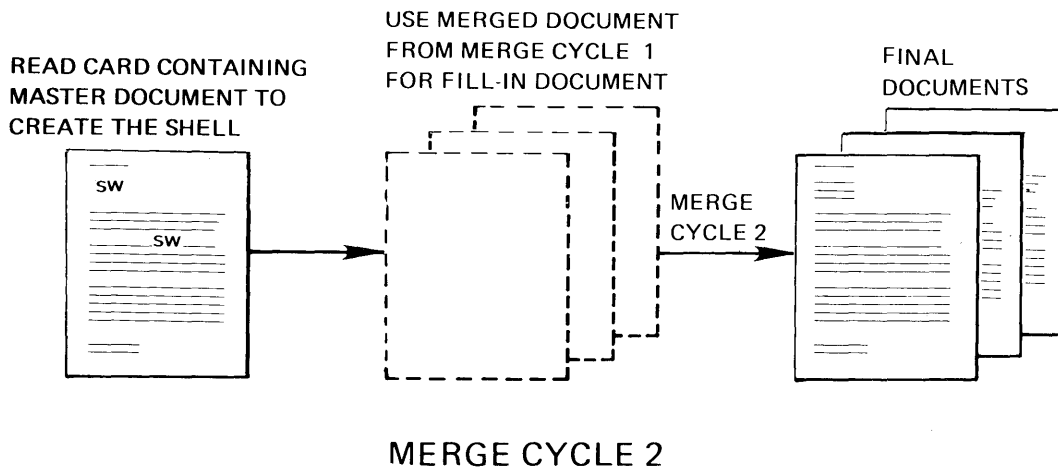 READ CARD CONTAINING
MASTER DOCUMENT TO
CREATE THE SHELL
SW
SW
USE MERGED DOCUMENT
FROM MERGE CYCLE 1
FOR FILL-IN DOCUMENT
MERGE
CYCLE 2
FINAL
DOCUMENTS
MERGE CYCLE 2